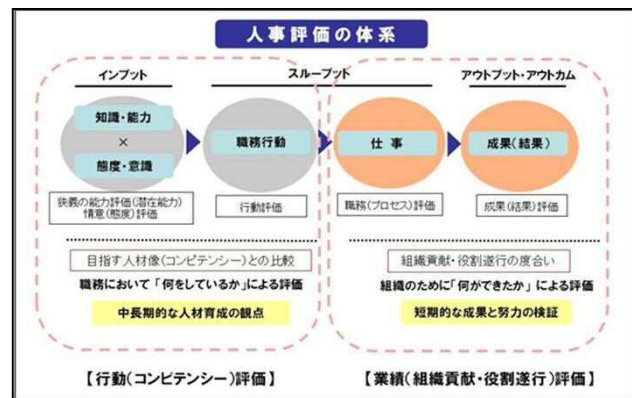 人事評価の体系
インプット
スループット
アウトプット・アウトカム
知識・能力
×
態度・意識
職務行動
仕事
成果(結果)
狭義の能力評価(潜在能力)
情意(態度)評価
行動評価
職務(プロセス)評価
成果(結果)評価
目指す人材像(コンピテンシー)との比較
職務において「何をしているか」による評価
中長期的な人材育成の観点
組織貢献・役割遂行の度合い
組織のために「何ができたか」による評価
短期的な成果と努力の検証
【行動(コンピテンシー)評価】
【業績(組織貢献・役割遂行)評価】